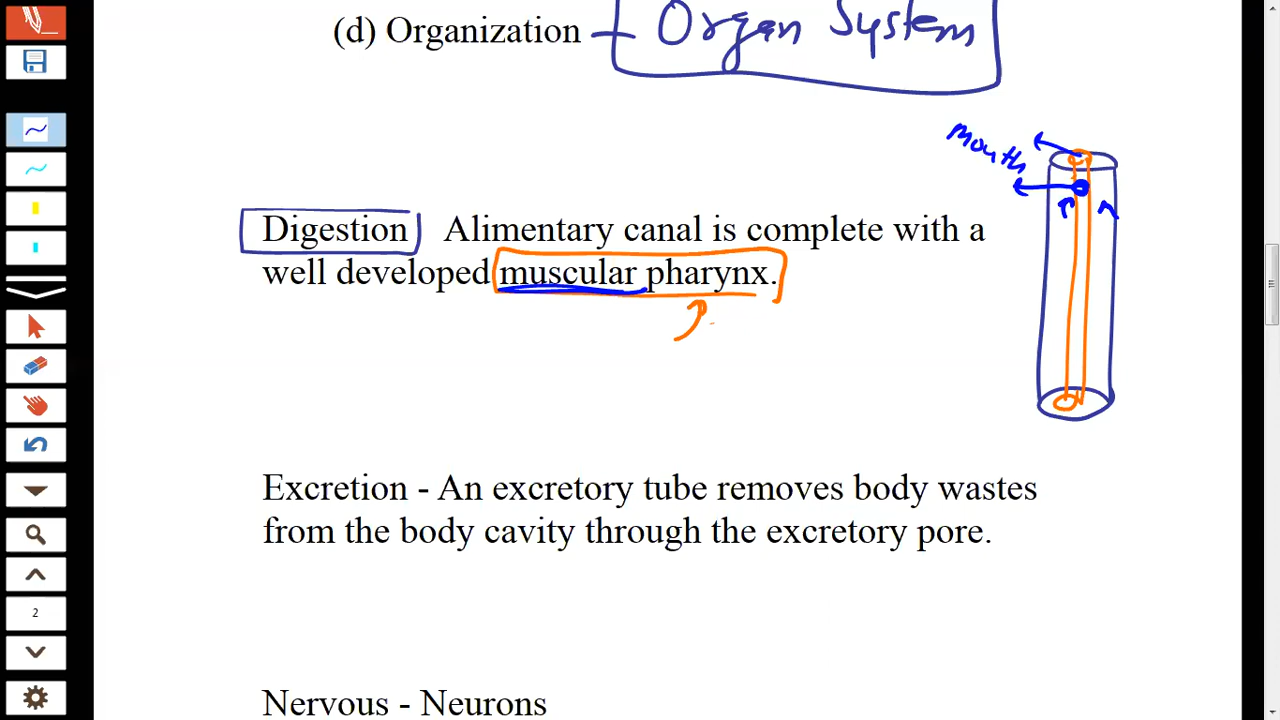 (d) Organization — Organ System
Mouth
Digestion Alimentary canal is complete with a
well developed muscular pharynx.
Excretion - An excretory tube removes body wastes
from the body cavity through the excretory pore.
2
Nervous - Neurons